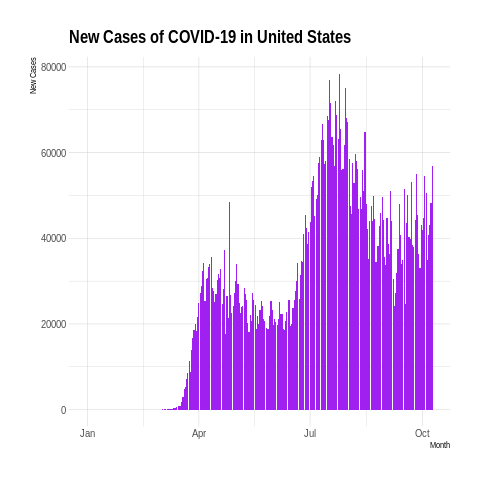 New Cases of COVID-19 in United States
New Cases
80000
60000
40000
20000
0
Jan Apr Jul Oct
Month